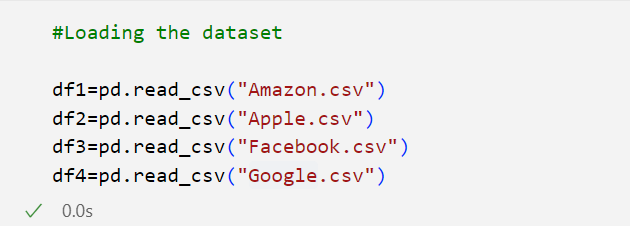 #Loading the dataset
df1=pd.read_csv("Amazon.csv")
df2=pd.read_csv("Apple.csv")
df3=pd.read_csv("Facebook.csv")
df4=pd.read_csv("Google.csv")
✓ 0.0s